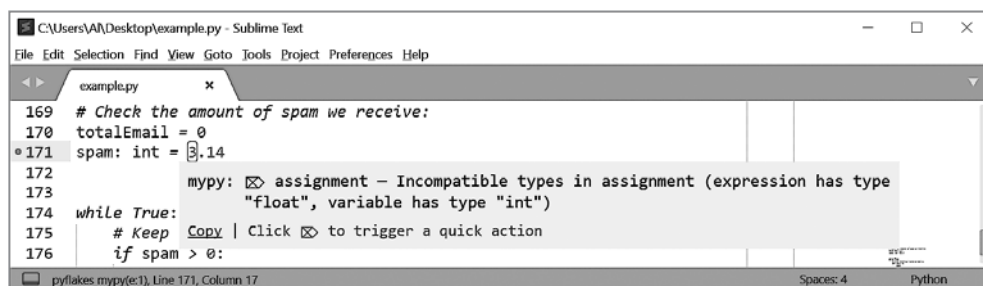 C:\Users\Al\Desktop\example.py - Sublime Text
File Edit Selection Find View Goto Tools Project Preferences Help
example.py
169 # Check the amount of spam we receive:
170 totalEmail = 0
171 spam: int = 3.14
172
mypy: assignment — Incompatible types in assignment (expression has type
173 "float", variable has type "int")
174 while True:
175 # Keep Copy | Click to trigger a quick action
176 if spam > 0:
pyflakes mypy(e:1), Line 171, Column 17 Spaces: 4 Python